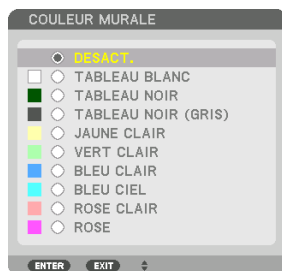 COULEUR MURALE
DESACT.
TABLEAU BLANC
TABLEAU NOIR
TABLEAU NOIR (GRIS)
JAUNE CLAIR
VERT CLAIR
BLEU CLAIR
BLEU CIEL
ROSE CLAIR
ROSE
ENTER EXIT